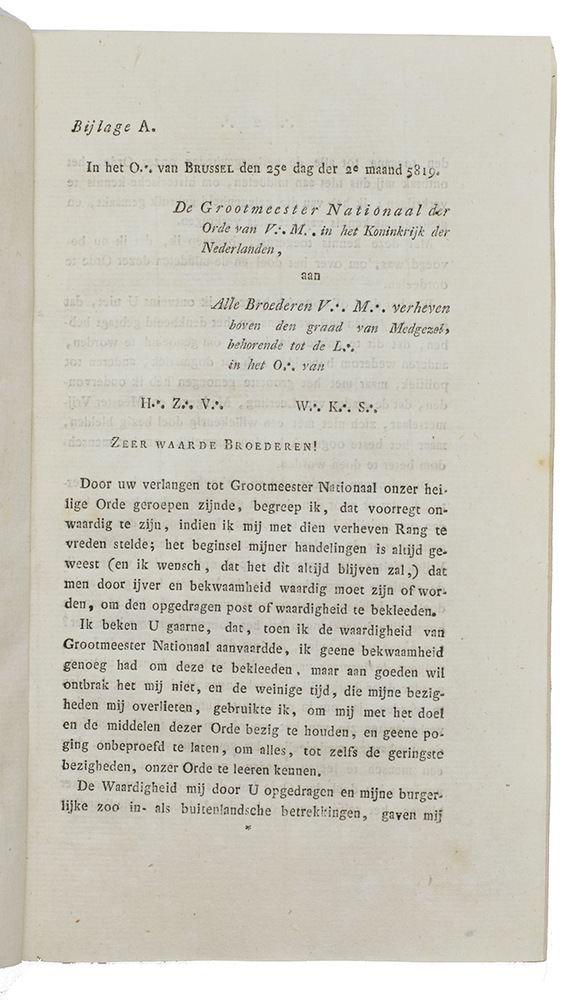 Bijlage A.
In het O.·. van BRUSSEL den 25e dag der 2e maand 5819.
De Grootmeester Nationaal der
Orde van V.·. M.·. in het Koninkrijk der
Nederlanden,
aan
Alle Broederen V.·. M.·. verheven
boven den graad van Medgezel,
behorende tot de L.·.
in het O.·. van
H.·. Z.·. V.·. W.·. K.·. S.·.
ZEER WAARDE BROEDEREN!
Door uw verlangen tot Grootmeester Nationaal onzer hei-
lige Orde geroepen zijnde, begreep ik, dat voorregt on-
waardig te zijn, indien ik mij met dien verheven Rang te
vreden stelde; het beginsel mijner handelingen is altijd ge-
weest (en ik wensch, dat het dit altijd blijven zal,) dat
men door ijver en bekwaamheid waardig moet zijn of wor-
den, om den opgedragen post of waardigheid te bekleeden.
Ik beken U gaarne, dat, toen ik de waardigheid van
Grootmeester Nationaal aanvaardde, ik geene bekwaamheid
genoeg had om deze te bekleeden, maar aan goeden wil
ontbrak het mij niet, en de weinige tijd, die mijne bezig-
heden mij overlieten, gebruikte ik, om mij met het doel
en de middelen dezer Orde bezig te houden, en geene po-
ging onbeproefd te laten, om alles, tot zelfs de geringste
bezigheden, onzer Orde te leeren kennen.
De Waardigheid mij door U opgedragen en mijne burger-
lijke zoo in- als buitenlandsche betrekkingen, gaven mij
*